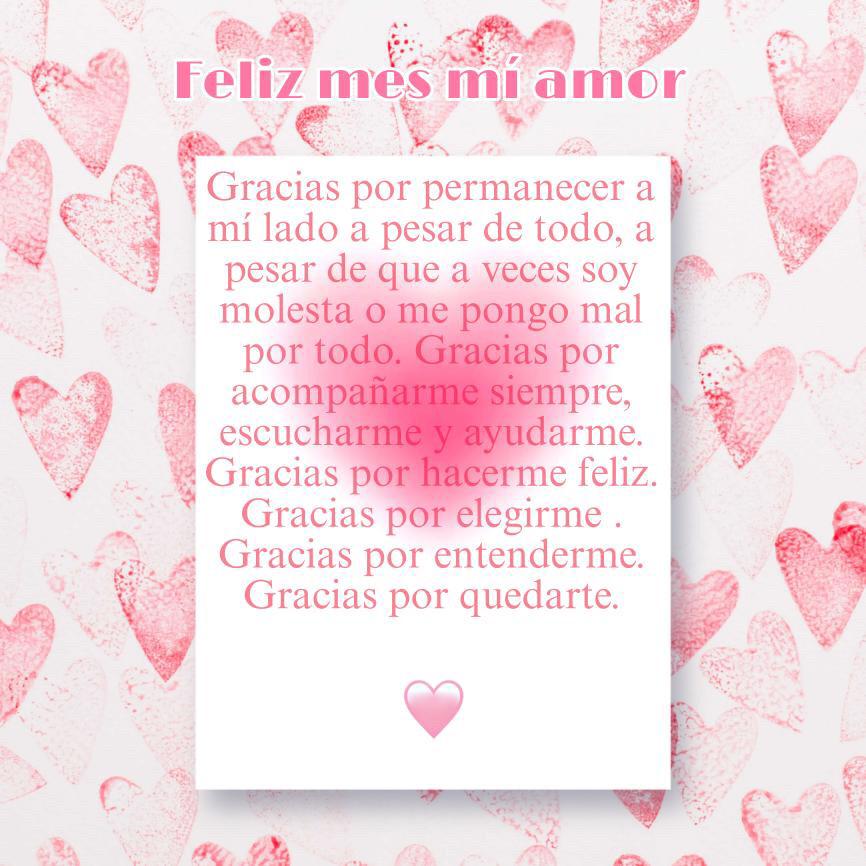 Feliz mes mí amor
Gracias por permanecer a
mí lado a pesar de todo, a
pesar de que a veces soy
molesta o me pongo mal
por todo. Gracias por
acompañarme siempre,
escucharme y ayudarme.
Gracias por hacerme feliz.
Gracias por elegirme .
Gracias por entenderme.
Gracias por quedarte.